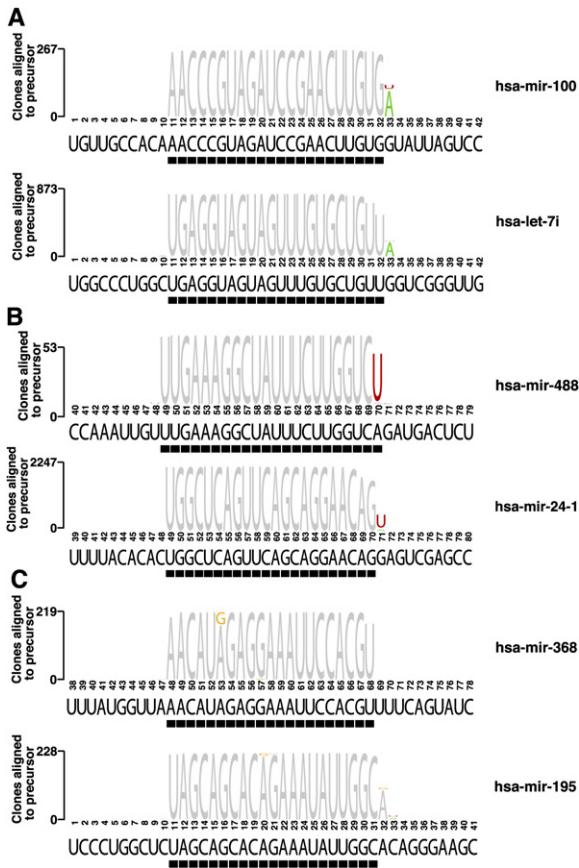 A
Clones aligned to precursor
267
0
AACCCGUAGAUCCGAACUUGUGA
hsa-mir-100
1 2 3 4 5 6 7 8 9 10 11 12 13 14 15 16 17 18 19 20 21 22 23 24 25 26 27 28 29 30 31 32 33 34 35 36 37 38 39 40 41 42
UGUUGCCACAAACCCGUAGAUCCGAACUUGUGGUAUUAGUCC
Clones aligned to precursor
873
0
UGAGGUAGUAGUUUGUGCUGUUA
hsa-let-7i
1 2 3 4 5 6 7 8 9 10 11 12 13 14 15 16 17 18 19 20 21 22 23 24 25 26 27 28 29 30 31 32 33 34 35 36 37 38 39 40 41 42
UGGCCCUGGCUGAGGUAGUAGUUUGUGCUGUUGGUCGGGUUG
B
Clones aligned to precursor
53
0
UUGAAAGGCUAUUUCUUGGUCU
hsa-mir-488
40 41 42 43 44 45 46 47 48 49 50 51 52 53 54 55 56 57 58 59 60 61 62 63 64 65 66 67 68 69 70 71 72 73 74 75 76 77 78 79
CCAAAUUGUUUGAAAGGCUAUUUCUUGGUCAGAUGACUCU
Clones aligned to precursor
2247
0
UGGCUCAGUUCAGCAGGAACAGU
hsa-mir-24-1
39 40 41 42 43 44 45 46 47 48 49 50 51 52 53 54 55 56 57 58 59 60 61 62 63 64 65 66 67 68 69 70 71 72 73 74 75 76 77 78 79 80
UUUUACACACUGGCUCAGUUCAGCAGGAACAGGAGUCGAGCC
C
Clones aligned to precursor
219
0
G
AACAUAGAGGAAAUUCCACGU
hsa-mir-368
38 39 40 41 42 43 44 45 46 47 48 49 50 51 52 53 54 55 56 57 58 59 60 61 62 63 64 65 66 67 68 69 70 71 72 73 74 75 76 77 78
UUUAUGGUUAAACAUAGAGGAAAUUCCACGUUUUCAGUAUC
Clones aligned to precursor
228
0
UAGCAGCACAGAAAUAUUGGCA
hsa-mir-195
1 2 3 4 5 6 7 8 9 10 11 12 13 14 15 16 17 18 19 20 21 22 23 24 25 26 27 28 29 30 31 32 33 34 35 36 37 38 39 40 41
UCCCUGGCUCUAGCAGCACAGAAAUAUUGGCACAGGGAAGC